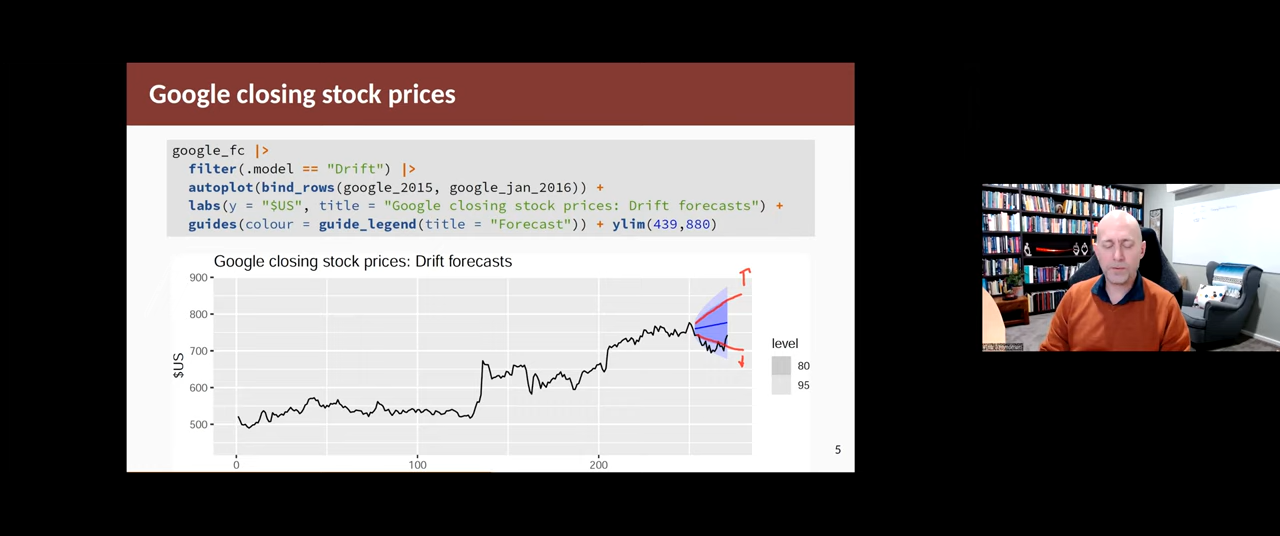 Google closing stock prices
google_fc |>
filter(.model == "Drift") |>
autoplot(bind_rows(google_2015, google_jan_2016)) +
labs(y = "$US", title = "Google closing stock prices: Drift forecasts") +
guides(colour = guide_legend(title = "Forecast")) + ylim(439,880)
Google closing stock prices: Drift forecasts
900
800
700
600
500
$US
0 100 200
level
80
95
5